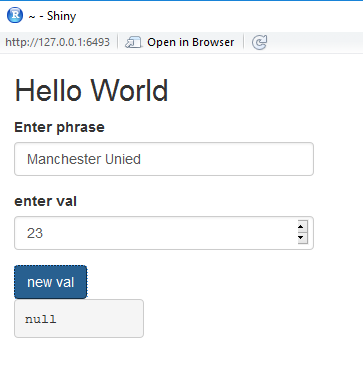 ~ - Shiny
http://127.0.0.1:6493 Open in Browser
Hello World
Enter phrase
Manchester Unied
enter val
23
new val
null